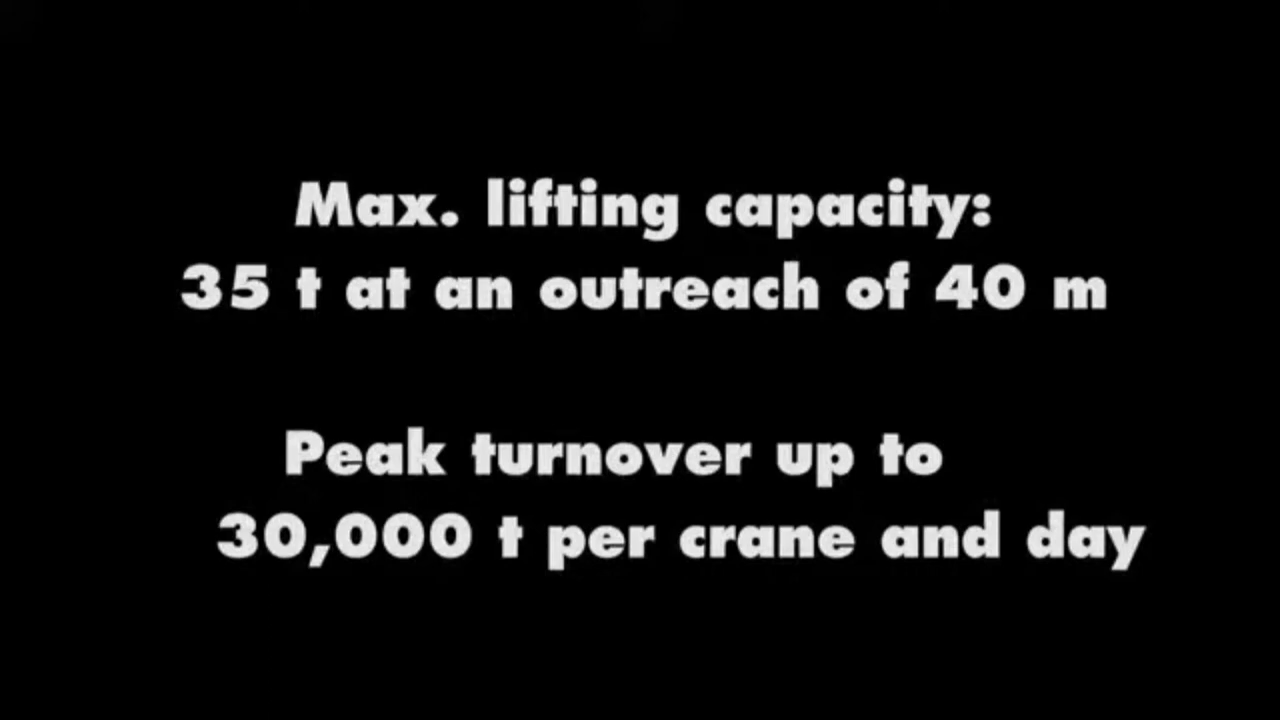 Max. lifting capacity:
35 t at an outreach of 40 m
Peak turnover up to
30,000 t per crane and day